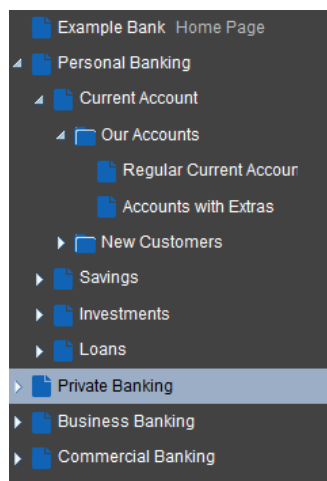 Example Bank Home Page
Personal Banking
Current Account
Our Accounts
Regular Current Accoun
Accounts with Extras
New Customers
Savings
Investments
Loans
Private Banking
Business Banking
Commercial Banking